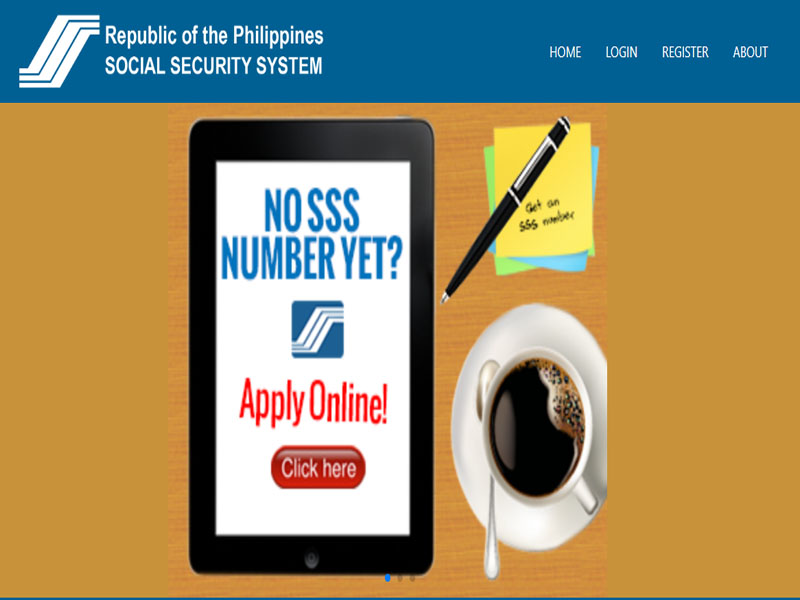 Republic of the Philippines
SOCIAL SECURITY SYSTEM
HOME LOGIN REGISTER ABOUT
NO SSS
NUMBER YET?
Apply Online!
Click here
Get an
SSS number